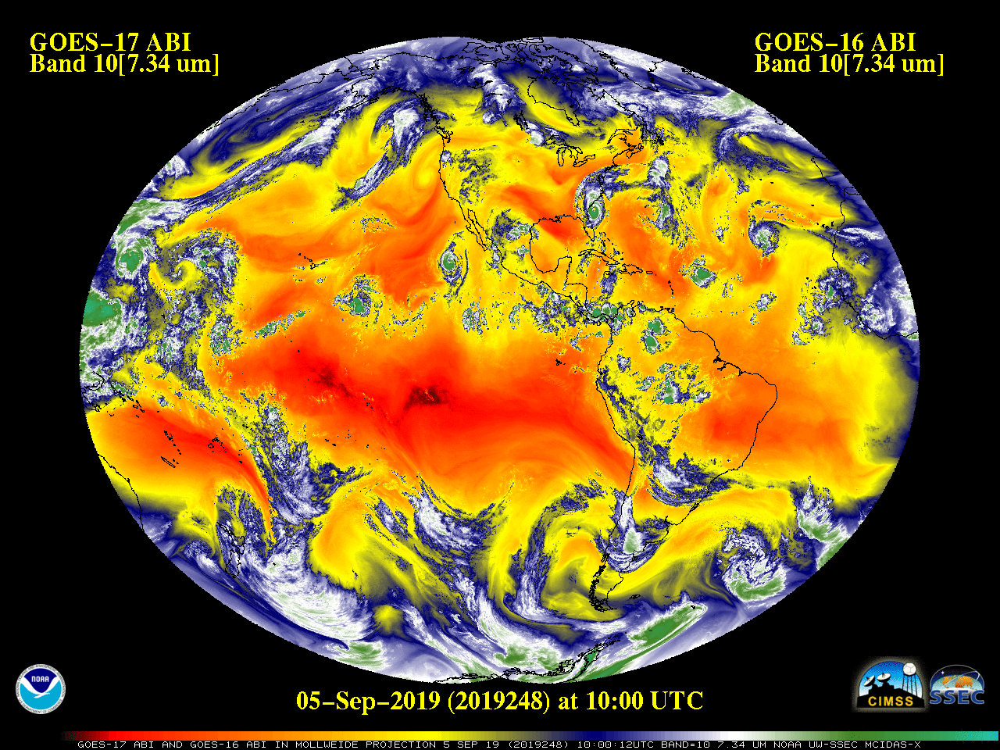 GOES-17 ABI
Band 10[7.34 um]
GOES-16 ABI
Band 10[7.34 um]
NOAA
CIMSS
SSEC
05-Sep-2019 (2019248) at 10:00 UTC
GOES-17 ABI AND GOES-16 ABI IN MOLLWEIDE PROJECTION 5 SEP 19 (2019248) 10:00:12UTC BAND=10 7.34 UM NOAA UW-SSEC MCIDAS-X